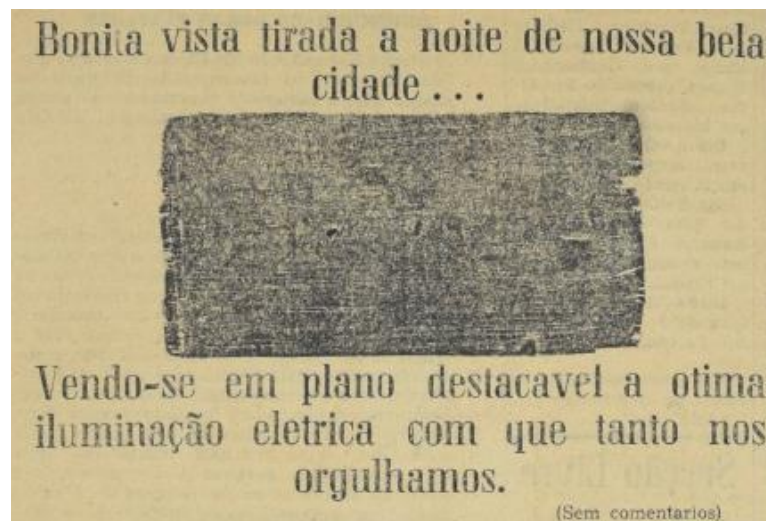 Bonita vista tirada a noite de nossa bela
cidade . . .
Vendo-se em plano destacavel a otima
iluminação eletrica com que tanto nos
orgulhamos.
(Sem comentarios)